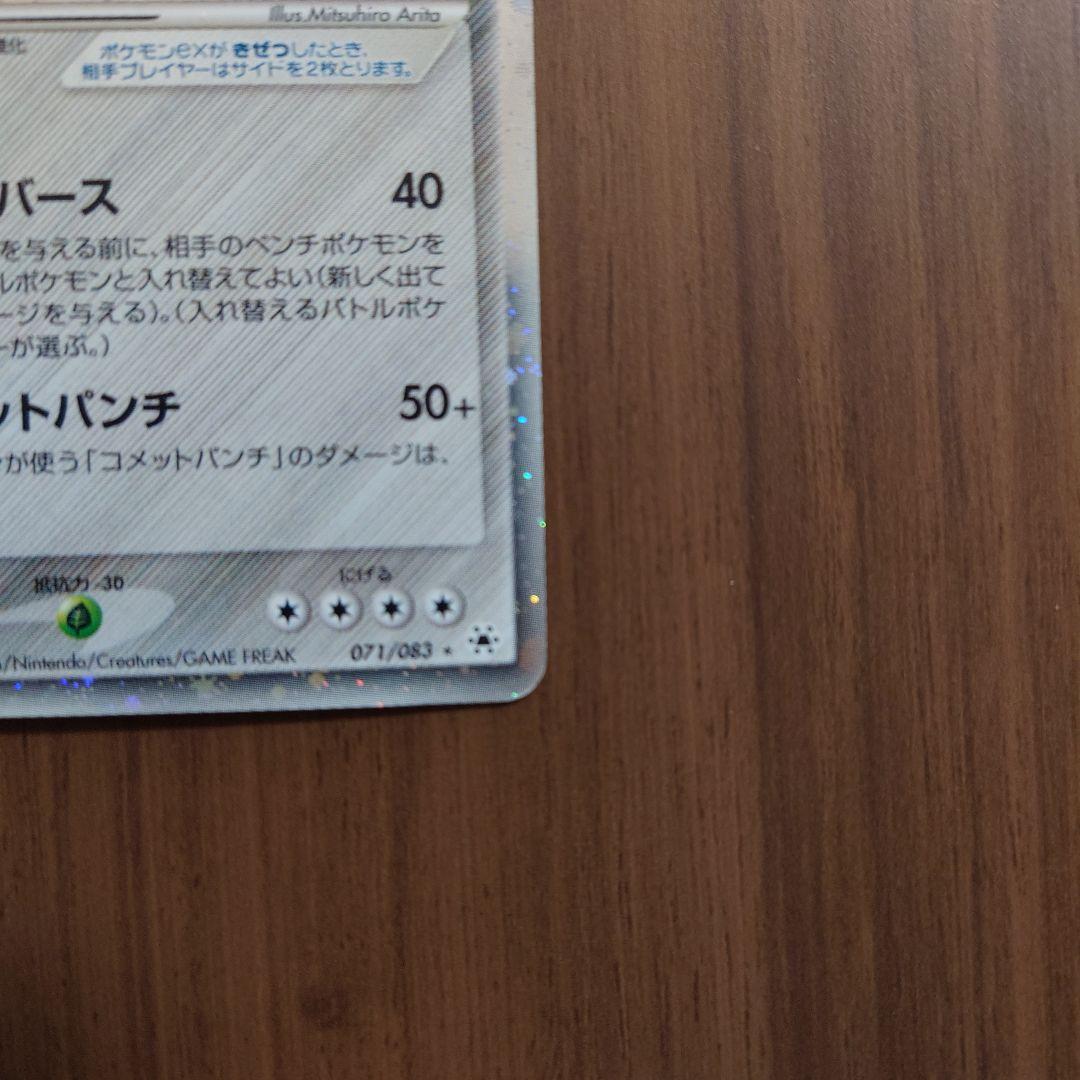 Illus.Mitsuhiro Arita
化
ポケモンexが きぜつしたとき、
相手プレイヤーはサイドを2枚とります。
バース 40
を与える前に、相手のベンチポケモンを
ルポケモンと入れ替えてよい(新しく出て
ージを与える)。(入れ替えるバトルポケ
ーが選ぶ。)
ットパンチ 50+
が使う「コメットパンチ」のダメージは、
抵抗力 -30 にげる
/Nintendo/Creatures/GAME FREAK 071/083 ★